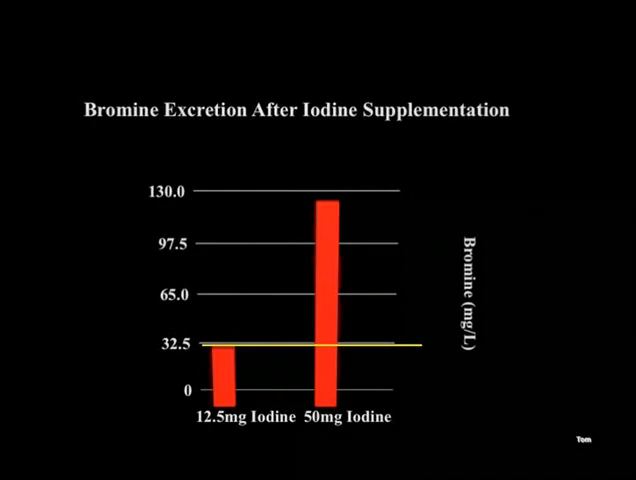 Bromine Excretion After Iodine Supplementation
130.0
97.5
65.0
32.5
0
Bromine (mg/L)
12.5mg Iodine 50mg Iodine
Tom